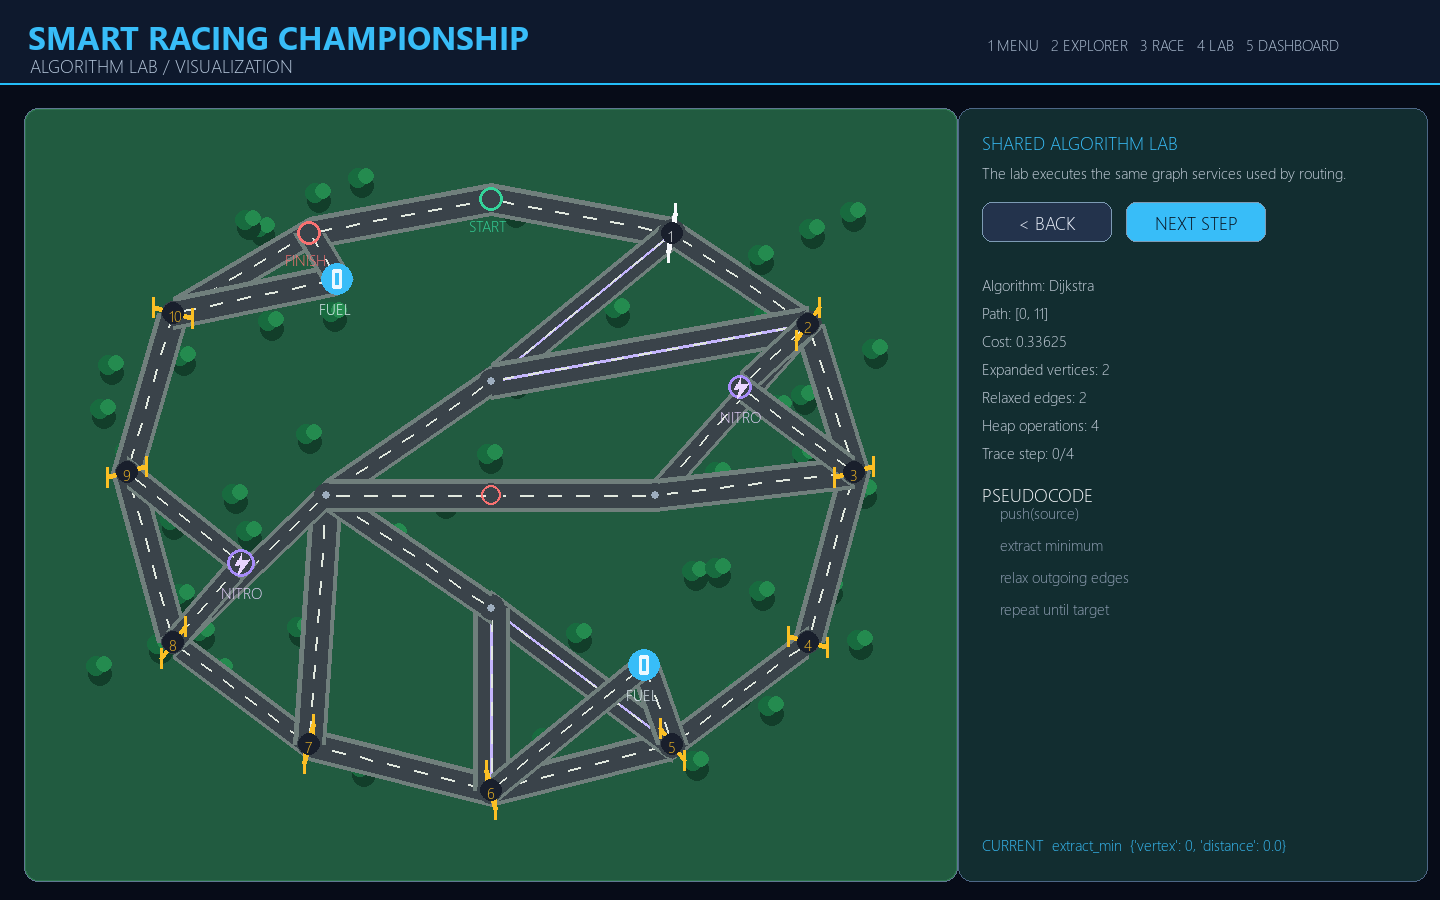 SMART RACING CHAMPIONSHIP
ALGORITHM LAB / VISUALIZATION
1 MENU 2 EXPLORER 3 RACE 4 LAB 5 DASHBOARD
START
FINISH
1
FUEL
10
2
NITRO
3
9
NITRO
8
4
FUEL
7
5
6
SHARED ALGORITHM LAB
The lab executes the same graph services used by routing.
< BACK
NEXT STEP
Algorithm: Dijkstra
Path: [0, 11]
Cost: 0.33625
Expanded vertices: 2
Relaxed edges: 2
Heap operations: 4
Trace step: 0/4
PSEUDOCODE
push(source)
extract minimum
relax outgoing edges
repeat until target
CURRENT extract_min {'vertex': 0, 'distance': 0.0}